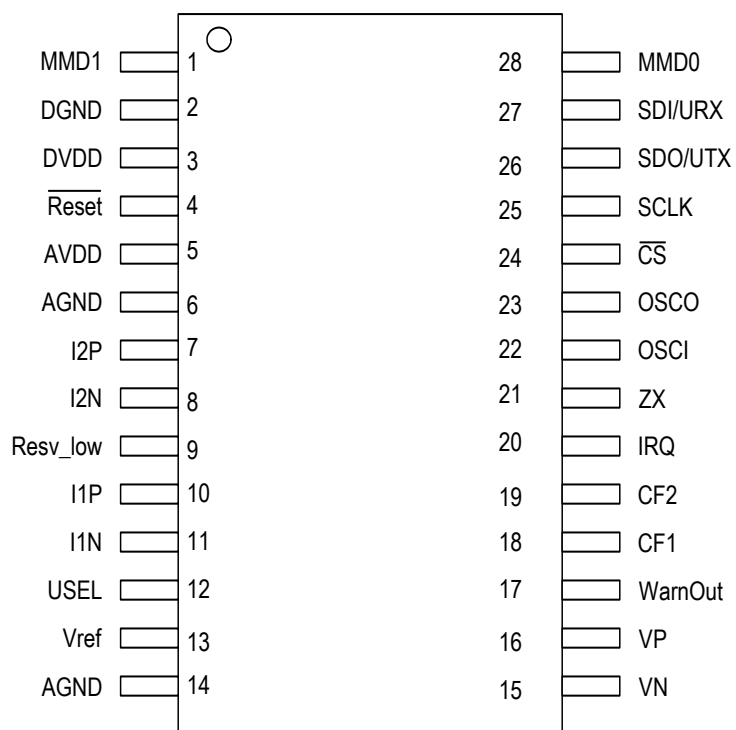 MMD1 1 28 MMD0
DGND 2 27 SDI/URX
DVDD 3 26 SDO/UTX
Reset 4 25 SCLK
AVDD 5 24 CS
AGND 6 23 OSCO
I2P 7 22 OSCI
I2N 8 21 ZX
Resv_low 9 20 IRQ
I1P 10 19 CF2
I1N 11 18 CF1
USEL 12 17 WarnOut
Vref 13 16 VP
AGND 14 15 VN